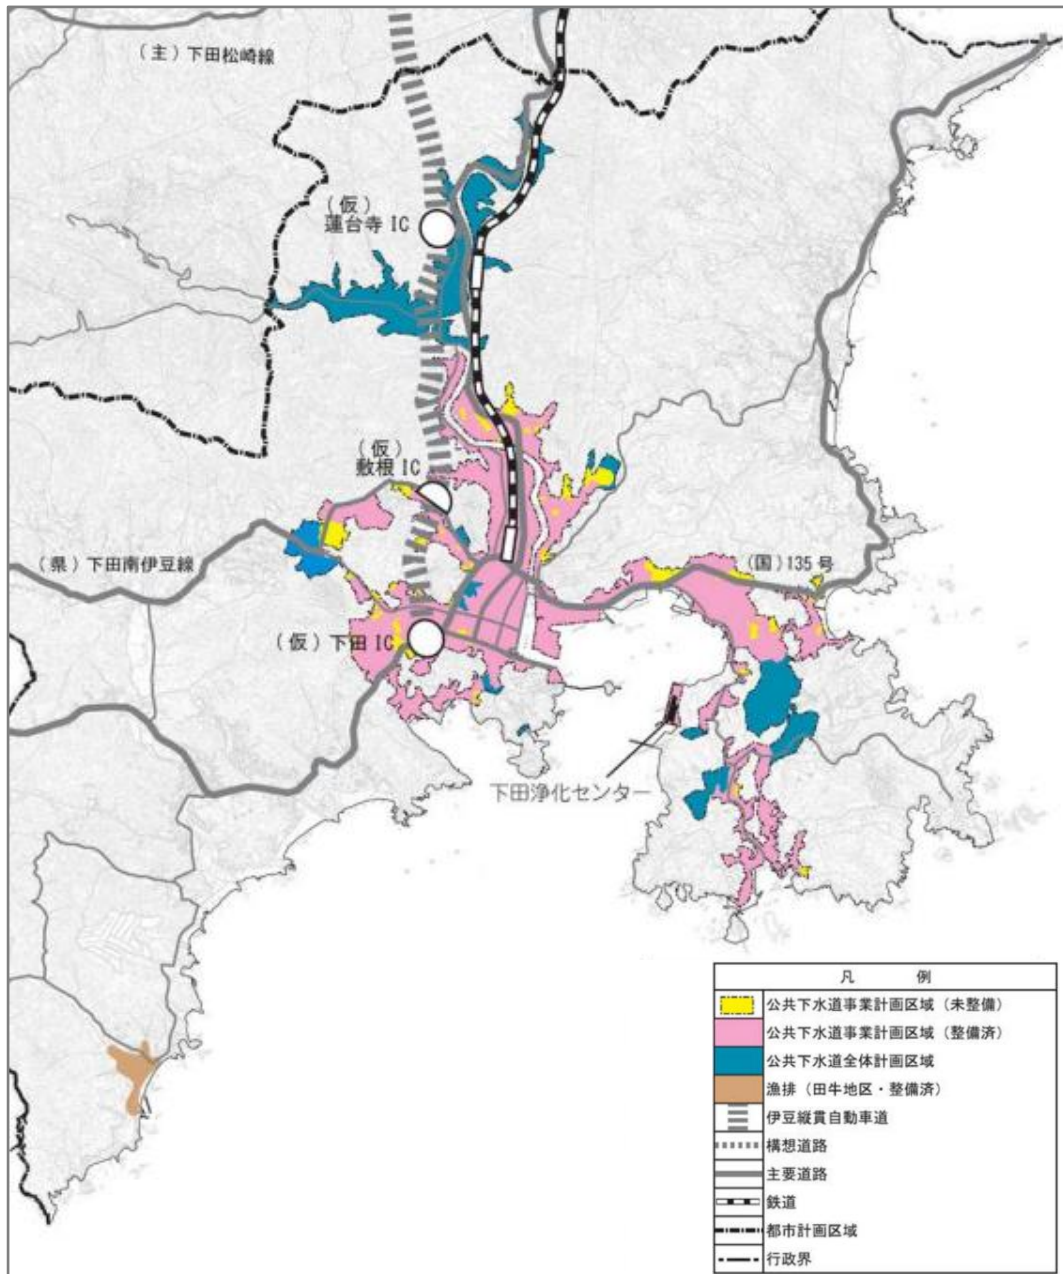 (主)下田松崎線
(仮)
蓮台寺 IC
(仮)
敷根 IC
(県)下田南伊豆線
(国)135 号
(仮)下田 IC
下田浄化センター
凡 例
公共下水道事業計画区域(未整備)
公共下水道事業計画区域(整備済)
公共下水道全体計画区域
漁排(田牛地区・整備済)
伊豆縦貫自動車道
構想道路
主要道路
鉄道
都市計画区域
行政界